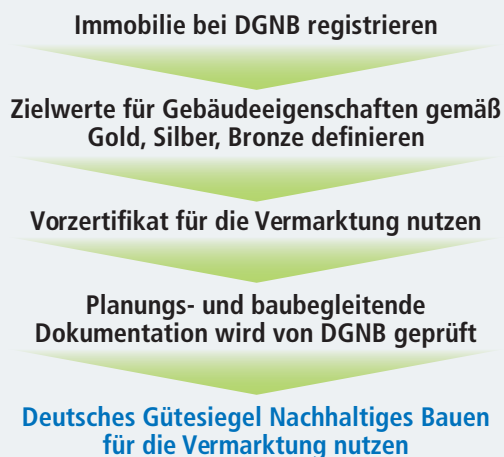 Immobilie bei DGNB registrieren
Zielwerte für Gebäudeeigenschaften gemäß
Gold, Silber, Bronze definieren
Vorzertifikat für die Vermarktung nutzen
Planungs- und baubegleitende
Dokumentation wird von DGNB geprüft
Deutsches Gütesiegel Nachhaltiges Bauen
für die Vermarktung nutzen